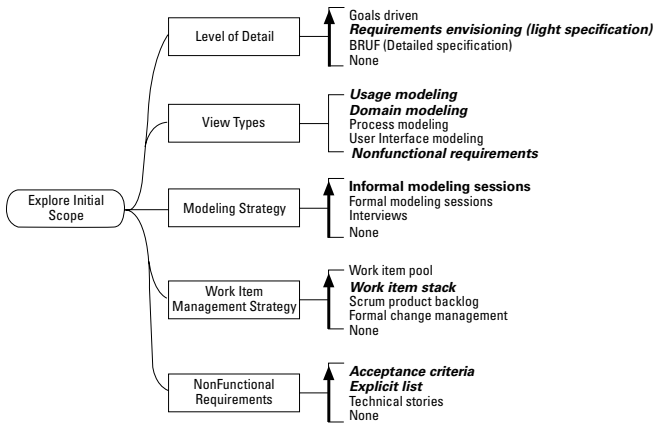 Explore Initial
Scope
Level of Detail
Goals driven
Requirements envisioning (light specification)
BRUF (Detailed specification)
None
View Types
Usage modeling
Domain modeling
Process modeling
User Interface modeling
Nonfunctional requirements
Modeling Strategy
Informal modeling sessions
Formal modeling sessions
Interviews
None
Work Item
Management Strategy
Work item pool
Work item stack
Scrum product backlog
Formal change management
None
NonFunctional
Requirements
Acceptance criteria
Explicit list
Technical stories
None